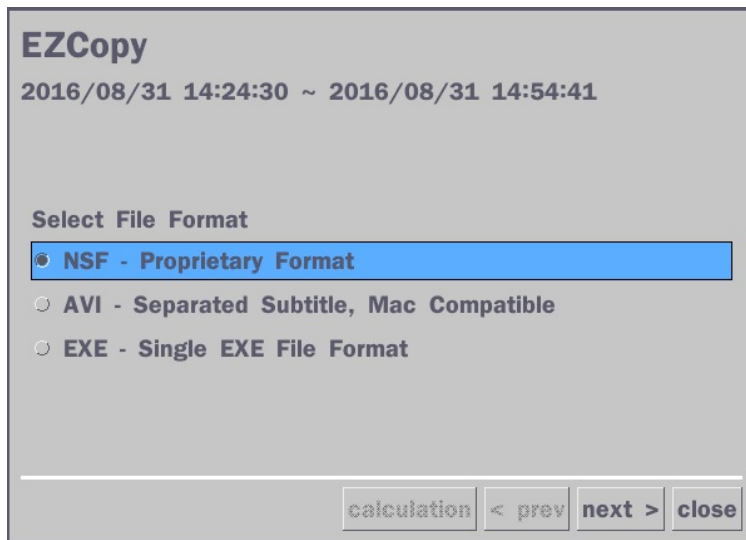 EZCopy
2016/08/31 14:24:30 ~ 2016/08/31 14:54:41
Select File Format
NSF - Proprietary Format
AVI - Separated Subtitle, Mac Compatible
EXE - Single EXE File Format
calculation < prev next > close